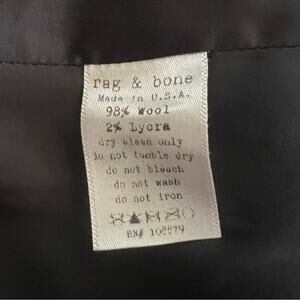 rag & bone
Made in U.S.A.
98% Wool
2% Lycra
dry clean only
do not tumble dry
do not bleach
do not wash
do not iron
RN#